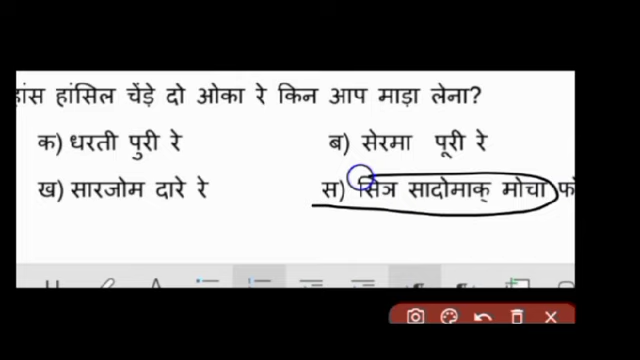 हांस हांसिल चेंड़े दो ओका रे किन आप माड़ा लेना?
क) धरती पुरी रे
ब) सेरमा पूरी रे
ख) सारजोम दारे रे
स) सिञ सादोमाक् मोचा